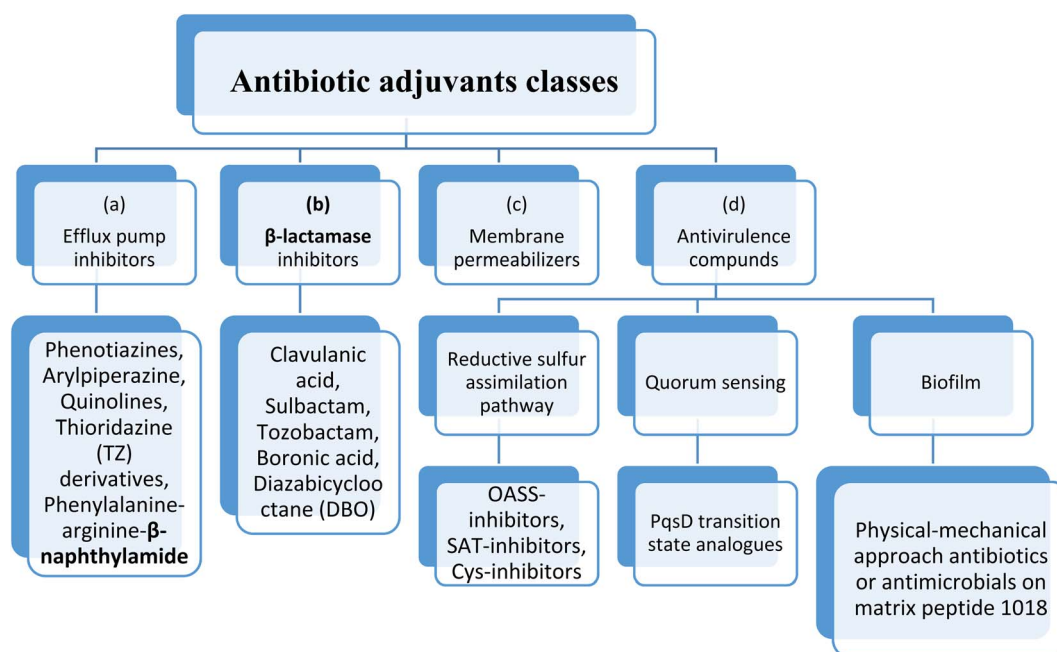 Antibiotic adjuvants classes
(a)
Efflux pump
inhibitors
(b)
β-lactamase
inhibitors
(c)
Membrane
permeabilizers
(d)
Antivirulence
compunds
Phenotiazines,
Arylpiperazine,
Quinolines,
Thioridazine
(TZ)
derivatives,
Phenylalanine-
arginine-β-
naphthylamide
Clavulanic
acid,
Sulbactam,
Tozobactam,
Boronic acid,
Diazabicycloo
ctane (DBO)
Reductive sulfur
assimilation
pathway
Quorum sensing
Biofilm
OASS-
inhibitors,
SAT-inhibitors,
Cys-inhibitors
PqsD transition
state analogues
Physical-mechanical
approach antibiotics
or antimicrobials on
matrix peptide 1018